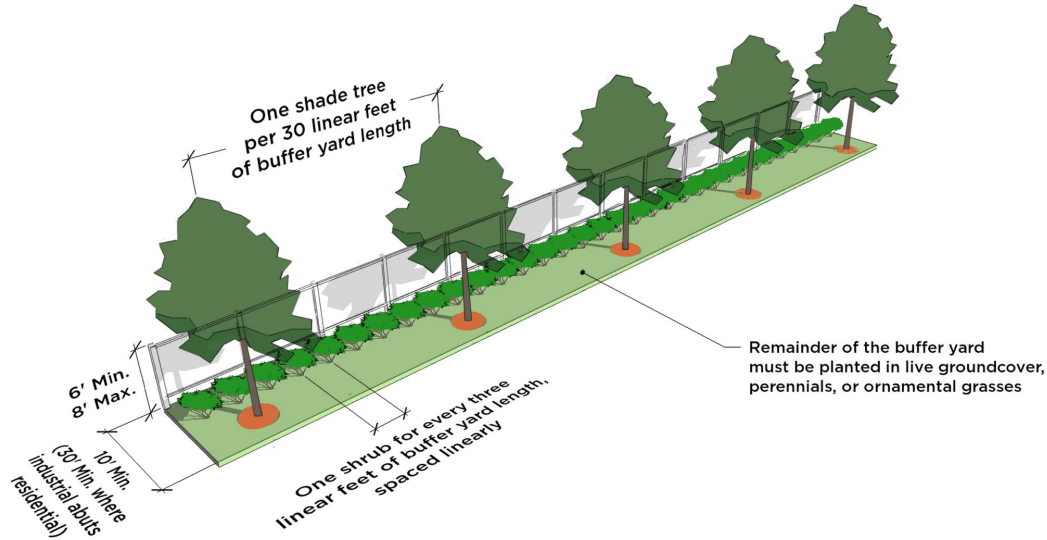 One shade tree
per 30 linear feet
of buffer yard length
6' Min.
8' Max.
10' Min.
(30' Min. where
industrial abuts
residential)
One shrub for every three
linear feet of buffer yard length,
spaced linearly
Remainder of the buffer yard
must be planted in live groundcover,
perennials, or ornamental grasses